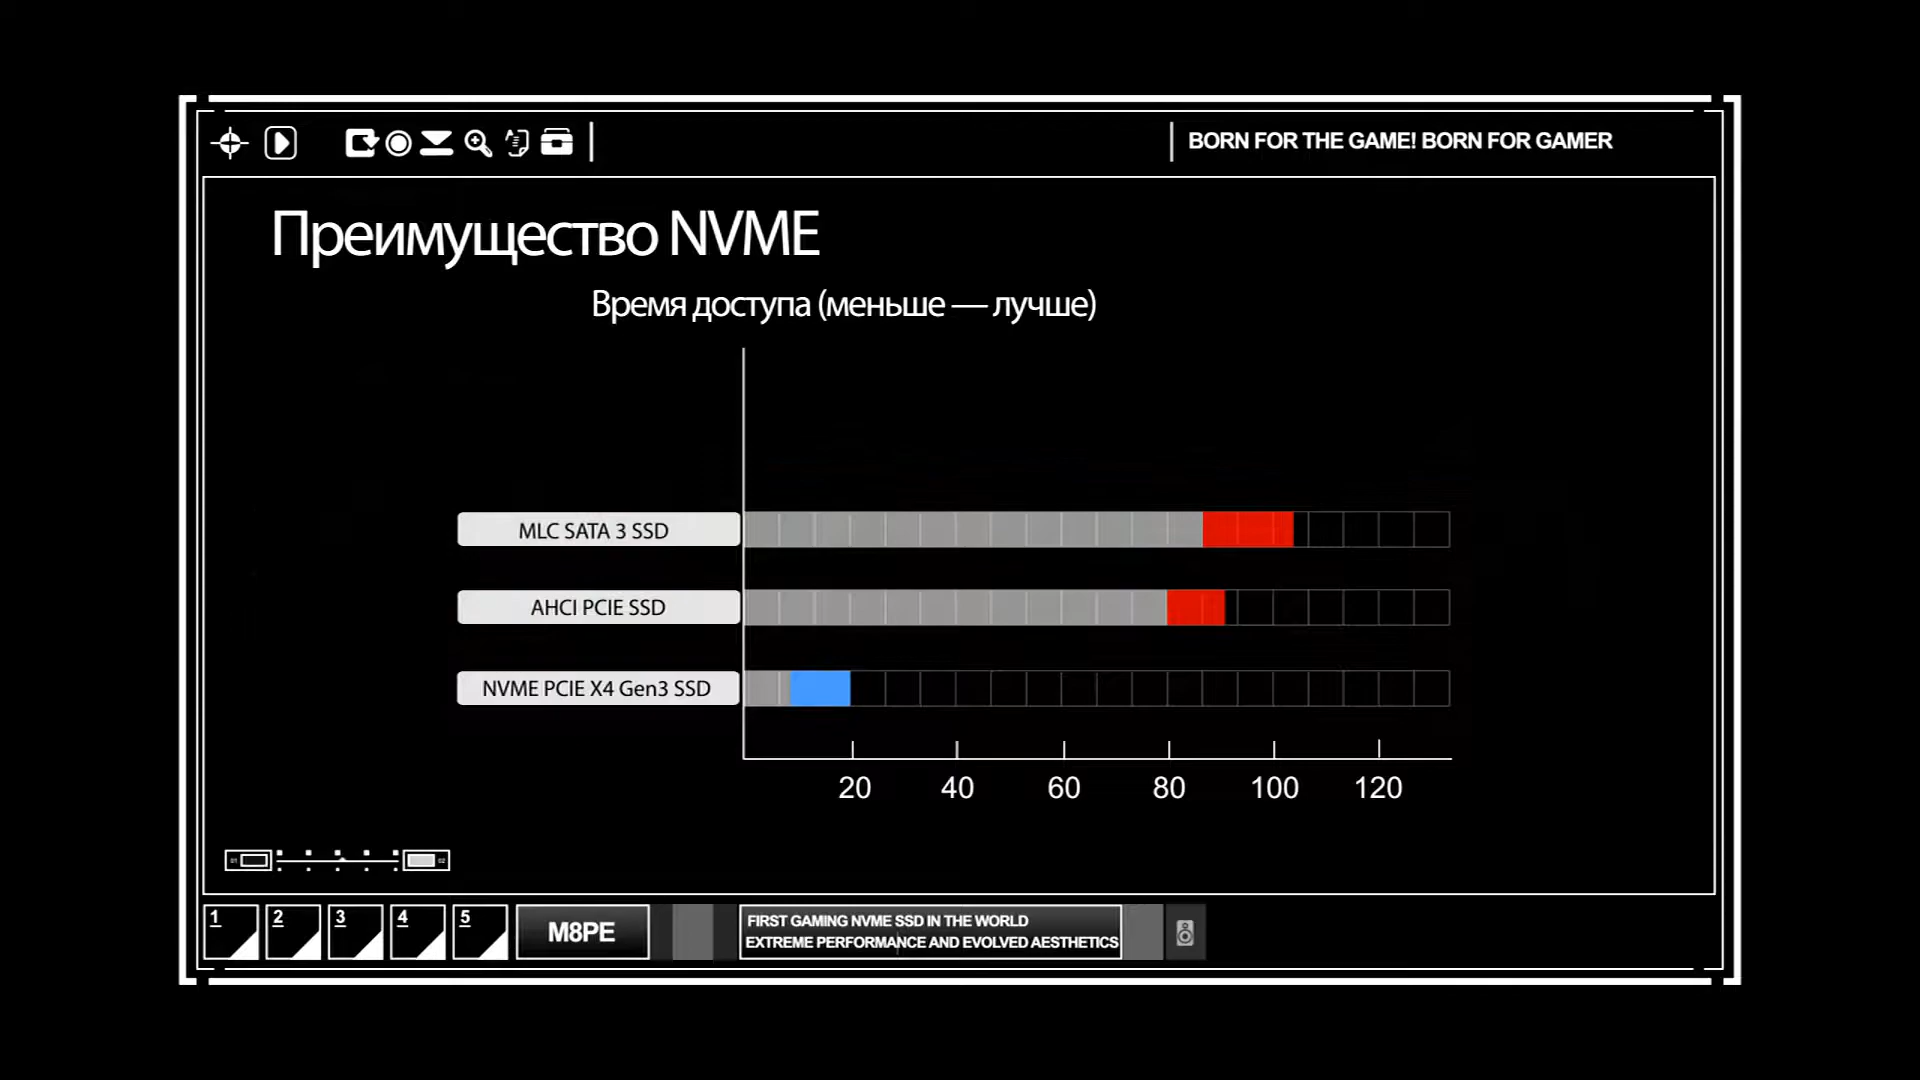 BORN FOR THE GAME! BORN FOR GAMER
Преимущество NVME
Время доступа (меньше — лучше)
MLC SATA 3 SSD
AHCI PCIE SSD
NVME PCIE X4 Gen3 SSD
20 40 60 80 100 120
01 02
1 2 3 4 5
M8PE
FIRST GAMING NVME SSD IN THE WORLD
EXTREME PERFORMANCE AND EVOLVED AESTHETICS